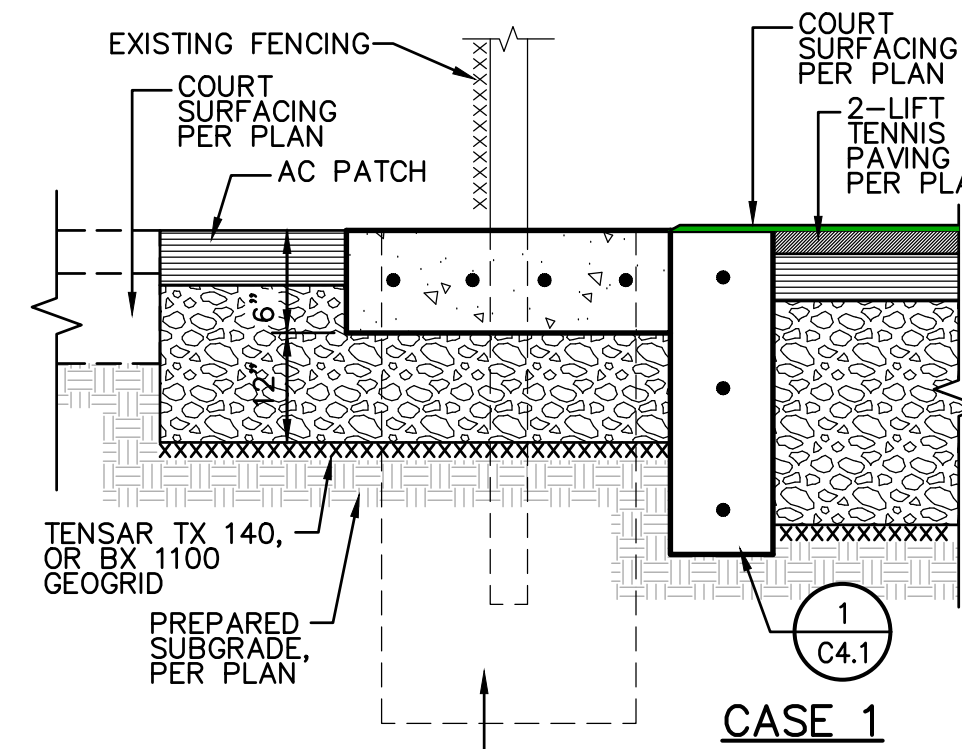 EXISTING FENCING
COURT
SURFACING
PER PLAN
AC PATCH
COURT
SURFACING
PER PLAN
2-LIFT
TENNIS
PAVING
PER
6"
12"
TENSAR TX 140,
OR BX 1100
GEOGRID
PREPARED
SUBGRADE,
PER PLAN
1
C4.1
CASE 1